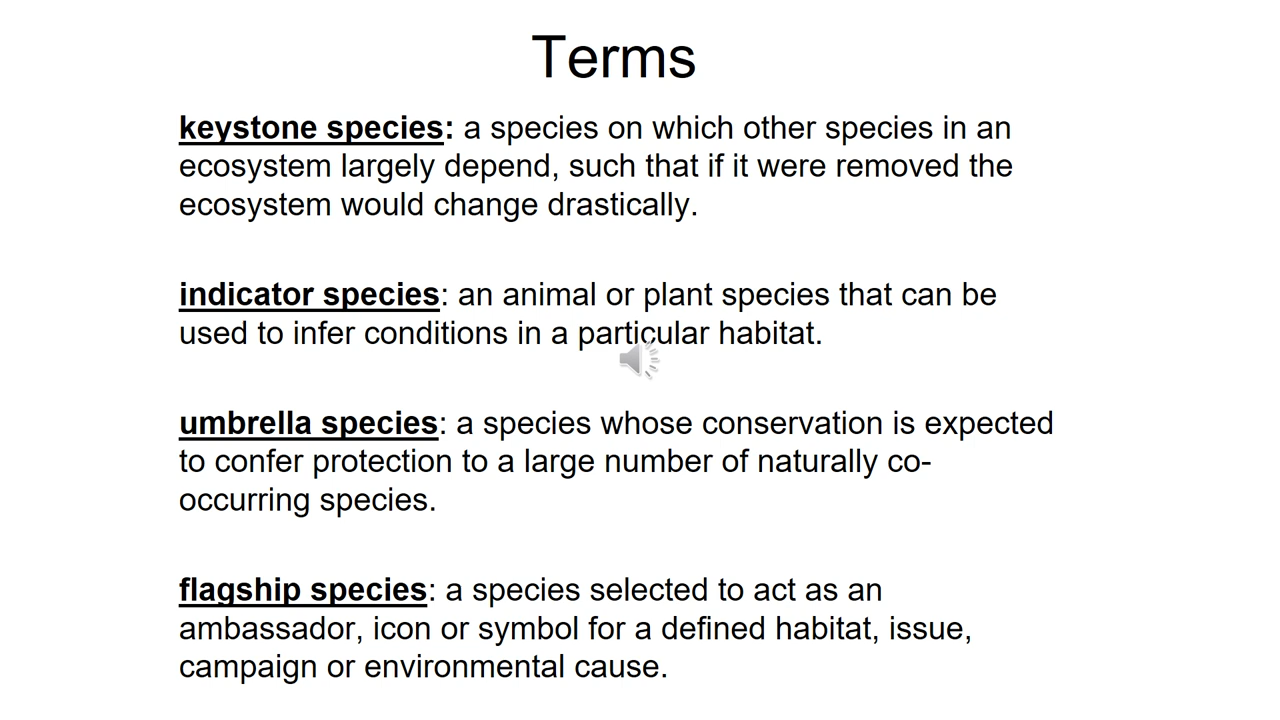 Terms
keystone species: a species on which other species in an
ecosystem largely depend, such that if it were removed the
ecosystem would change drastically.
indicator species: an animal or plant species that can be
used to infer conditions in a particular habitat.
umbrella species: a species whose conservation is expected
to confer protection to a large number of naturally co-
occurring species.
flagship species: a species selected to act as an
ambassador, icon or symbol for a defined habitat, issue,
campaign or environmental cause.